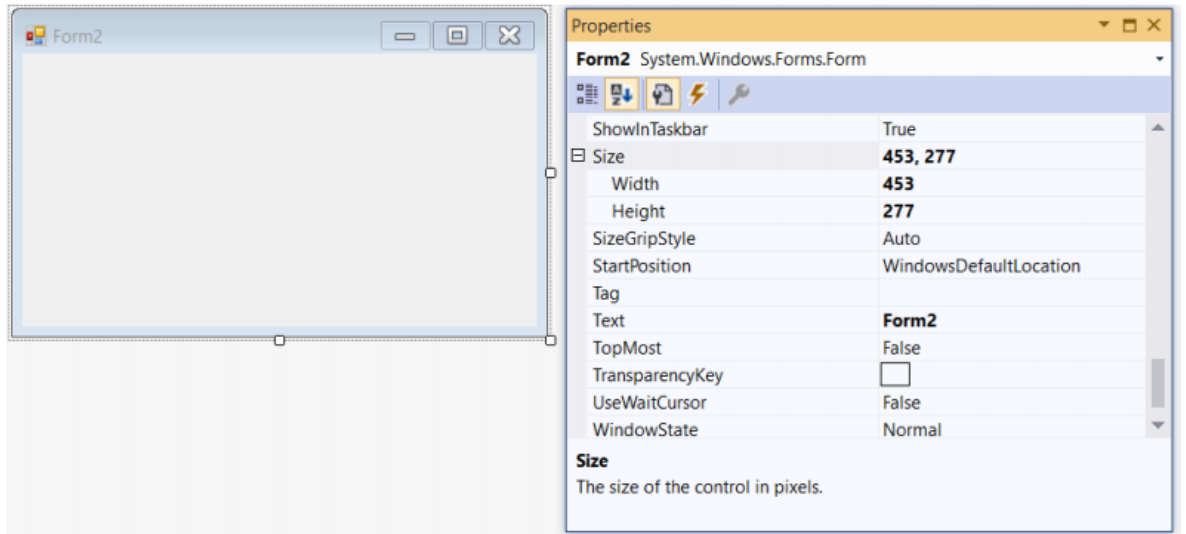 Form2
Properties
Form2 System.Windows.Forms.Form
ShowInTaskbar True
Size 453, 277
Width 453
Height 277
SizeGripStyle Auto
StartPosition WindowsDefaultLocation
Tag
Text Form2
TopMost False
TransparencyKey
UseWaitCursor False
WindowState Normal
Size
The size of the control in pixels.